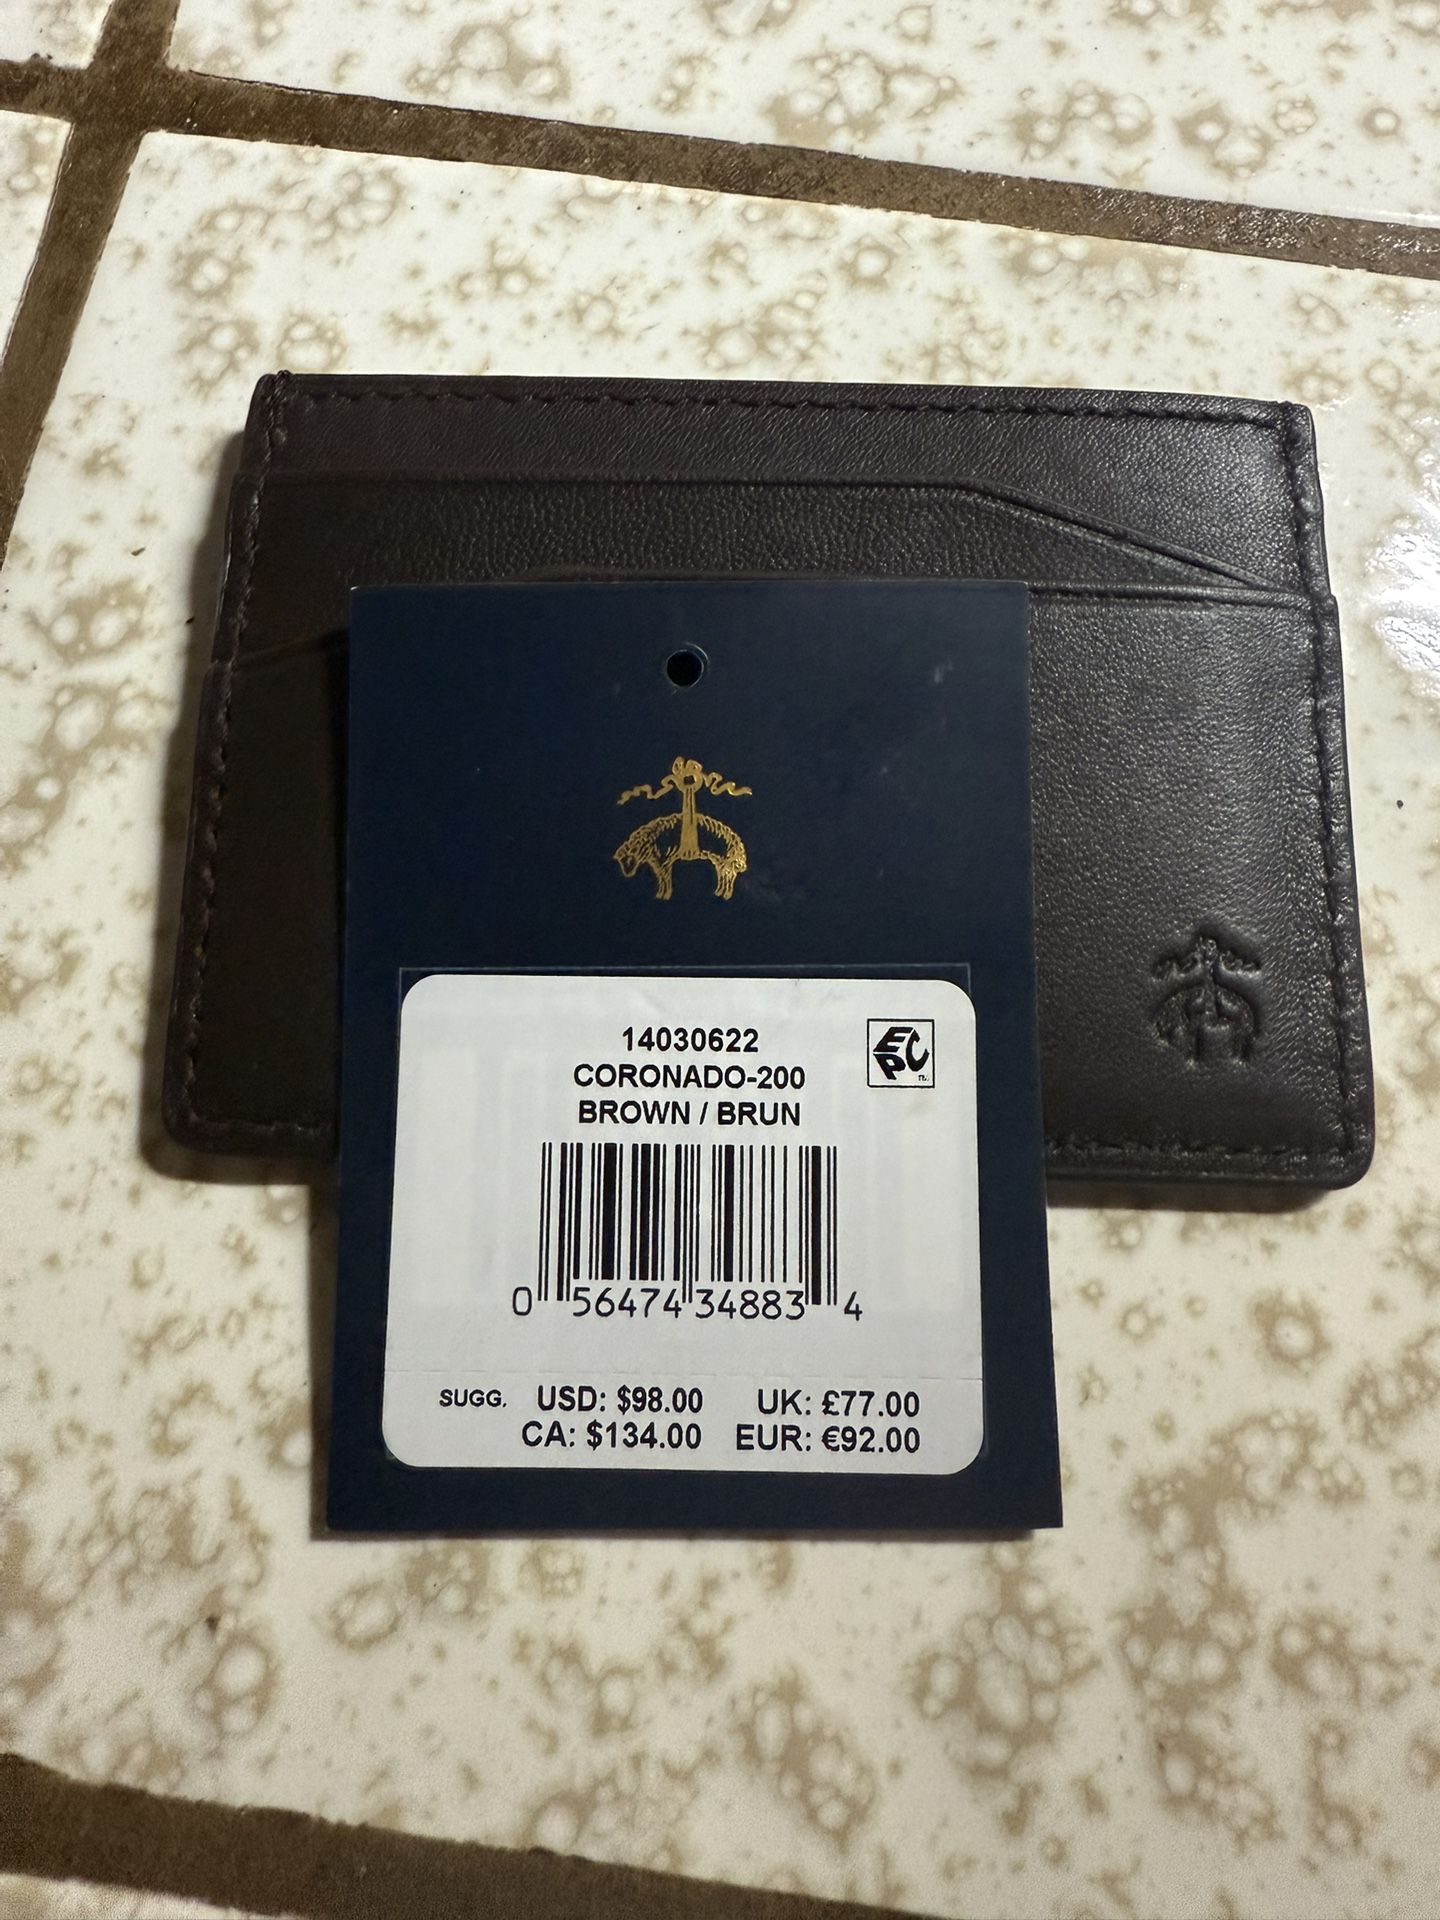 14030622
CORONADO-200
BROWN / BRUN
EPC
0 56474 34883 4
SUGG. USD: $98.00 UK: £77.00
CA: $134.00 EUR: €92.00